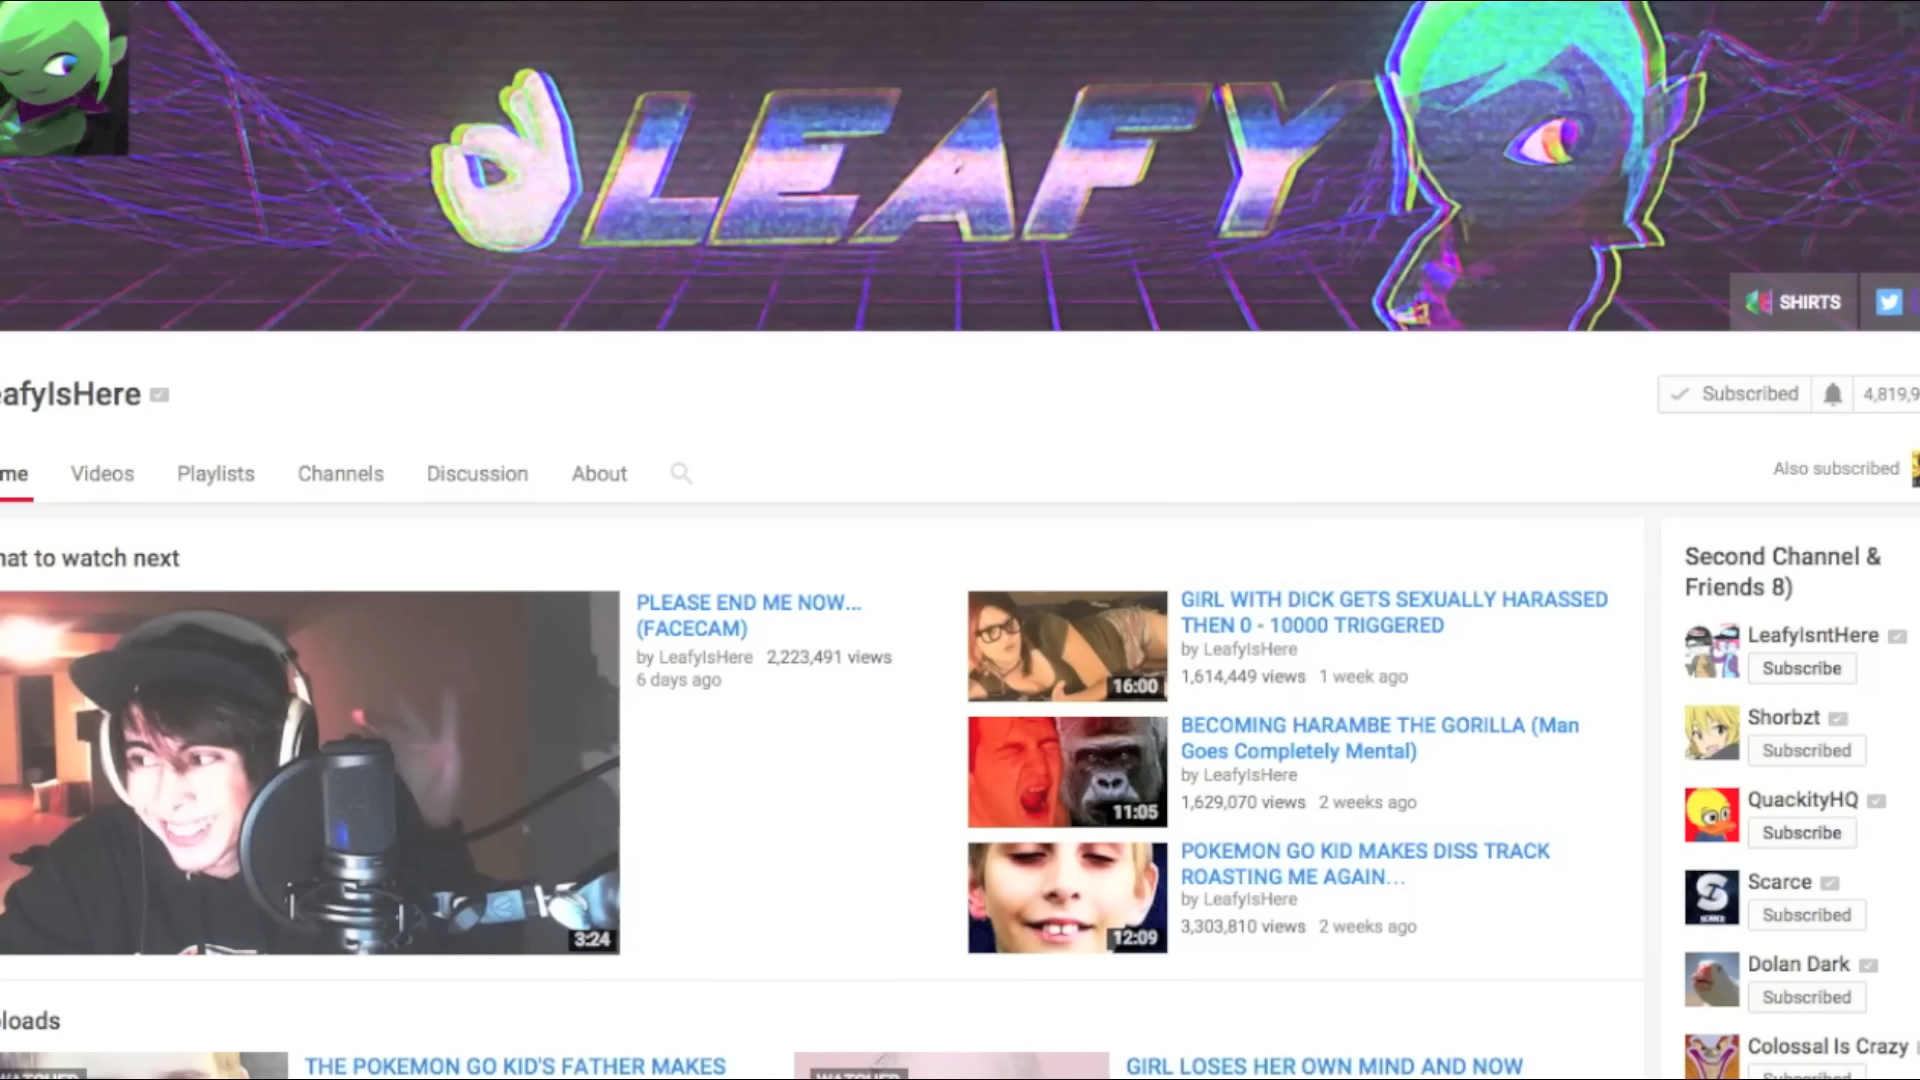 LEAFY
SHIRTS
eafyIsHere
Subscribed
4,819,9
me
Videos
Playlists
Channels
Discussion
About
Also subscribed
hat to watch next
PLEASE END ME NOW...
(FACECAM)
by LeafyIsHere 2,223,491 views
6 days ago
3:24
GIRL WITH DICK GETS SEXUALLY HARASSED
THEN 0 - 10000 TRIGGERED
by LeafyIsHere
1,614,449 views 1 week ago
16:00
BECOMING HARAMBE THE GORILLA (Man
Goes Completely Mental)
by LeafyIsHere
1,629,070 views 2 weeks ago
11:05
POKEMON GO KID MAKES DISS TRACK
ROASTING ME AGAIN...
by LeafyIsHere
3,303,810 views 2 weeks ago
12:09
Second Channel &
Friends 8)
LeafyIsntHere
Subscribe
Shorbzt
Subscribed
QuackityHQ
Subscribe
Scarce
Subscribed
Dolan Dark
Subscribed
Colossal Is Crazy
Subscribed
loads
WATCHED
THE POKEMON GO KID'S FATHER MAKES
WATCHED
GIRL LOSES HER OWN MIND AND NOW